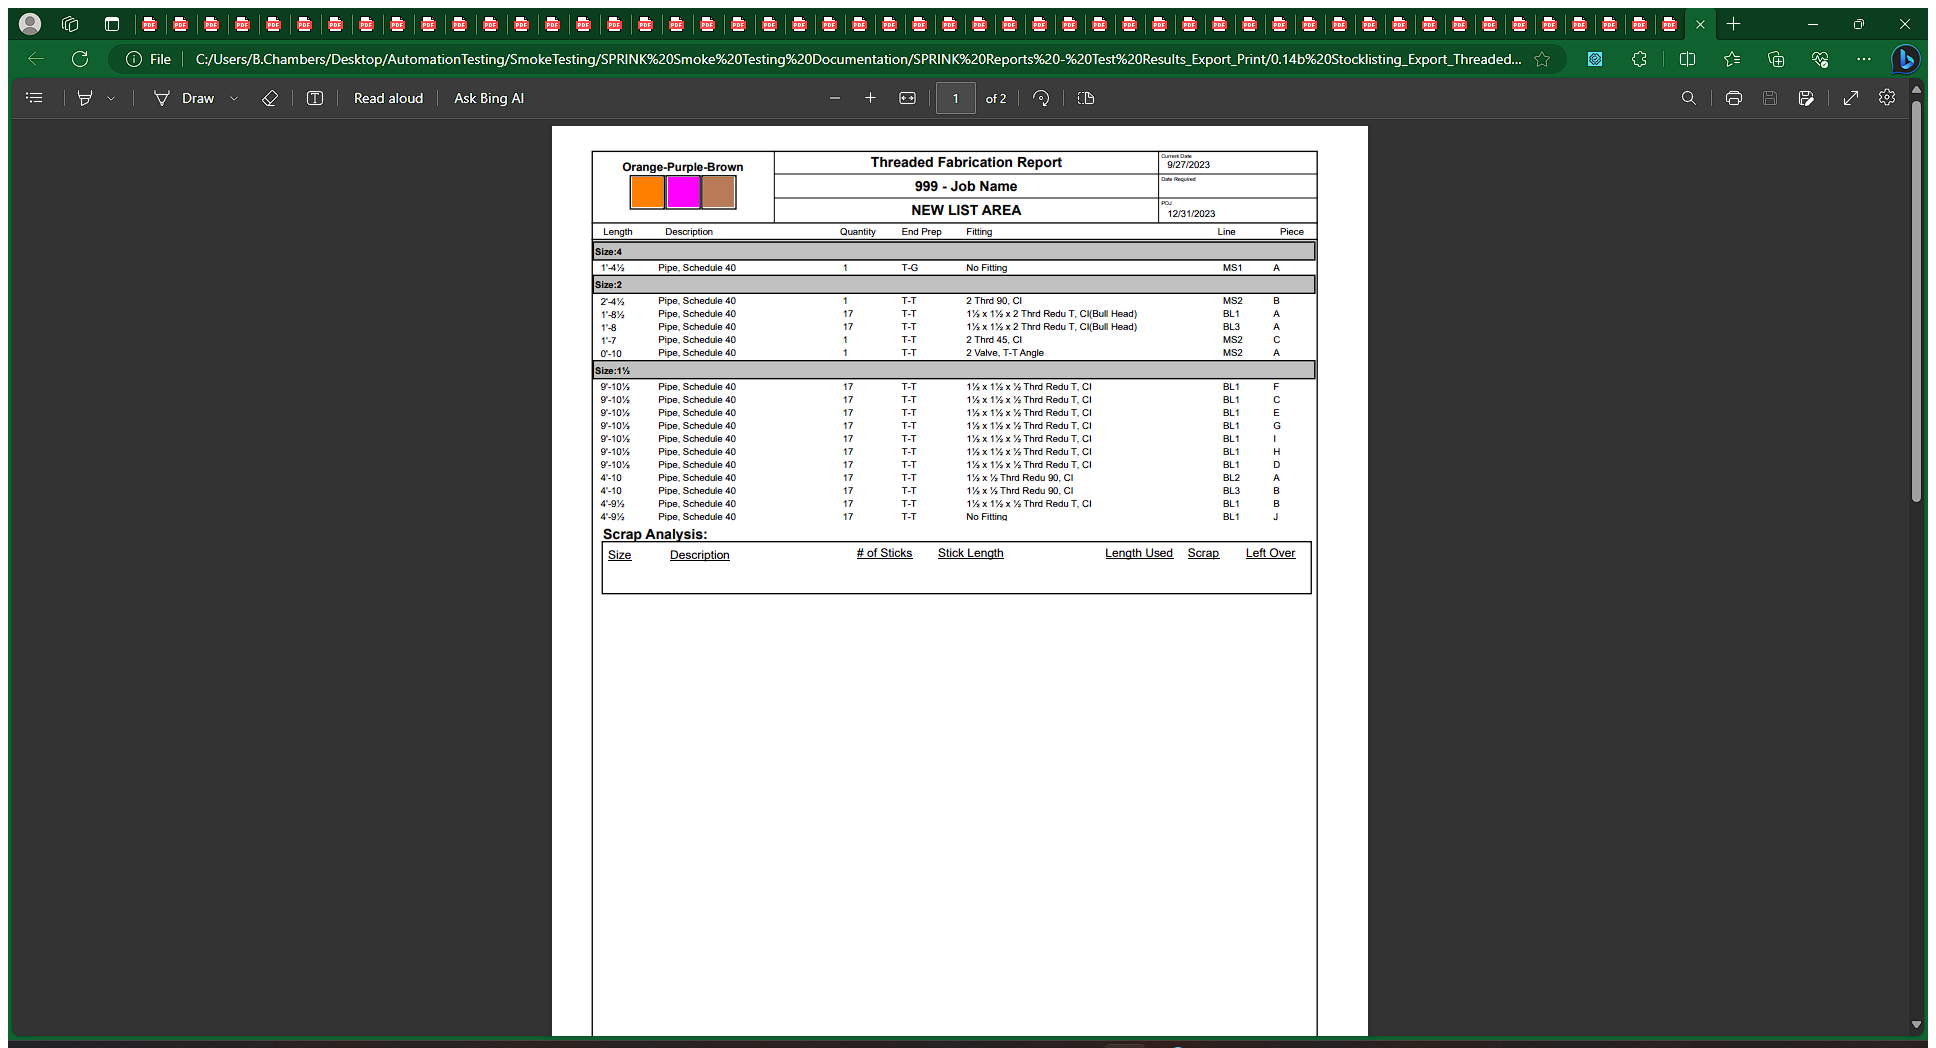 File C:/Users/B.Chambers/Desktop/AutomationTesting/SmokeTesting/SPRINK%20Smoke%20Testing%20Documentation/SPRINK%20Reports%20-%20Test%20Results_Export_Print/0.14b%20Stocklisting_Export_Threaded...
Draw Read aloud Ask Bing AI 1 of 2
Orange-Purple-Brown
Threaded Fabrication Report
Current Date
9/27/2023
999 - Job Name
Date Required
NEW LIST AREA
POJ
12/31/2023
Length Description Quantity End Prep Fitting Line Piece
Size:4
1'-4½ Pipe, Schedule 40 1 T-G No Fitting MS1 A
Size:2
2'-4½ Pipe, Schedule 40 1 T-T 2 Thrd 90, CI MS2 B
1'-8½ Pipe, Schedule 40 17 T-T 1½ x 1½ x 2 Thrd Redu T, CI(Bull Head) BL1 A
1'-8 Pipe, Schedule 40 17 T-T 1½ x 1½ x 2 Thrd Redu T, CI(Bull Head) BL3 A
1'-7 Pipe, Schedule 40 1 T-T 2 Thrd 45, CI MS2 C
0'-10 Pipe, Schedule 40 1 T-T 2 Valve, T-T Angle MS2 A
Size:1½
9'-10½ Pipe, Schedule 40 17 T-T 1½ x 1½ x ½ Thrd Redu T, CI BL1 F
9'-10½ Pipe, Schedule 40 17 T-T 1½ x 1½ x ½ Thrd Redu T, CI BL1 C
9'-10½ Pipe, Schedule 40 17 T-T 1½ x 1½ x ½ Thrd Redu T, CI BL1 E
9'-10½ Pipe, Schedule 40 17 T-T 1½ x 1½ x ½ Thrd Redu T, CI BL1 G
9'-10½ Pipe, Schedule 40 17 T-T 1½ x 1½ x ½ Thrd Redu T, CI BL1 I
9'-10½ Pipe, Schedule 40 17 T-T 1½ x 1½ x ½ Thrd Redu T, CI BL1 H
9'-10½ Pipe, Schedule 40 17 T-T 1½ x 1½ x ½ Thrd Redu T, CI BL1 D
4'-10 Pipe, Schedule 40 17 T-T 1½ x ½ Thrd Redu 90, CI BL2 A
4'-10 Pipe, Schedule 40 17 T-T 1½ x ½ Thrd Redu 90, CI BL3 B
4'-9½ Pipe, Schedule 40 17 T-T 1½ x 1½ x ½ Thrd Redu T, CI BL1 B
4'-9½ Pipe, Schedule 40 17 T-T No Fitting BL1 J
Scrap Analysis:
Size Description # of Sticks Stick Length Length Used Scrap Left Over